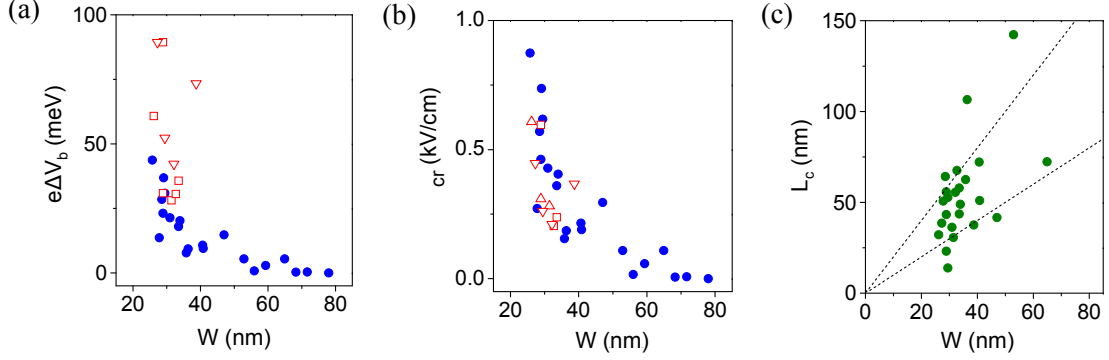 (a)
100
50
0
eΔV_b (meV)
20 40 60 80
W (nm)
(b)
1.0
0.5
0.0
cr (kV/cm)
20 40 60 80
W (nm)
(c)
150
100
50
0
L_c (nm)
0 20 40 60 80
W (nm)